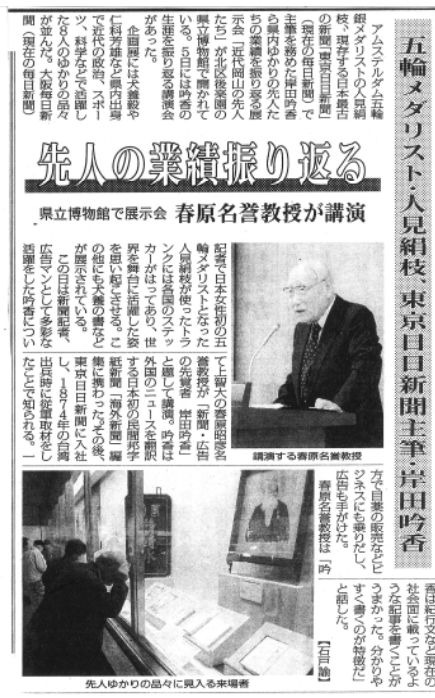 五輪メダリスト・人見絹枝、東京日日新聞主筆・岸田吟香
先人の業績振り返る
県立博物館で展示会 春原名誉教授が講演
アムステルダム五輪
銀メダリストの人見絹
枝、現存する日本最古
の新聞「東京日日新聞」
(現在の毎日新聞)で
主筆を務めた岸田吟香
ら県内ゆかりの先人た
ちの業績を振り返る展
示会「近代岡山の先人
たち」が北区後楽園の
県立博物館で開かれて
いる。5日には吟香の
生涯を振り返る講演会
があった。
企画展には犬養毅や
仁科芳雄など県内出身
で近代の政治、スポー
ツ、科学などで活躍し
た8人のゆかりの品々
が並んだ。大阪毎日新
聞(現在の毎日新聞)
記者で日本女性初の五
輪メダリストとなった
人見絹枝が使ったトラ
ンクには各国のステッ
カーがはってあり、世
界を舞台に活躍した姿
を思い起こさせる。こ
の他にも犬養の書など
が展示されている。
この日は新聞記者、
広告マンとして多彩な
活躍をした吟香につい
て上智大の春原昭彦名
誉教授が「新聞・広告
の先覚者 岸田吟香」
と題して講演。吟香は
外国のニュースを翻訳
する日本初の民間邦字
紙新聞「海外新聞」編
集に携わった。その後、
東京日日新聞に入社
し、1874年の台湾
出兵時に従軍取材をし
たことで知られる。一
方で目薬の販売などビ
ジネスにも乗りだし、
広告も手がけた。
春原名誉教授は「吟
香は紀行文など現在の
社会面に載っているよ
うな記事を書くことが
うまかった。分かりや
すく書くのが特徴だ」
と話した。
【石戸諭】
講演する春原名誉教授
先人ゆかりの品々に見入る来場者